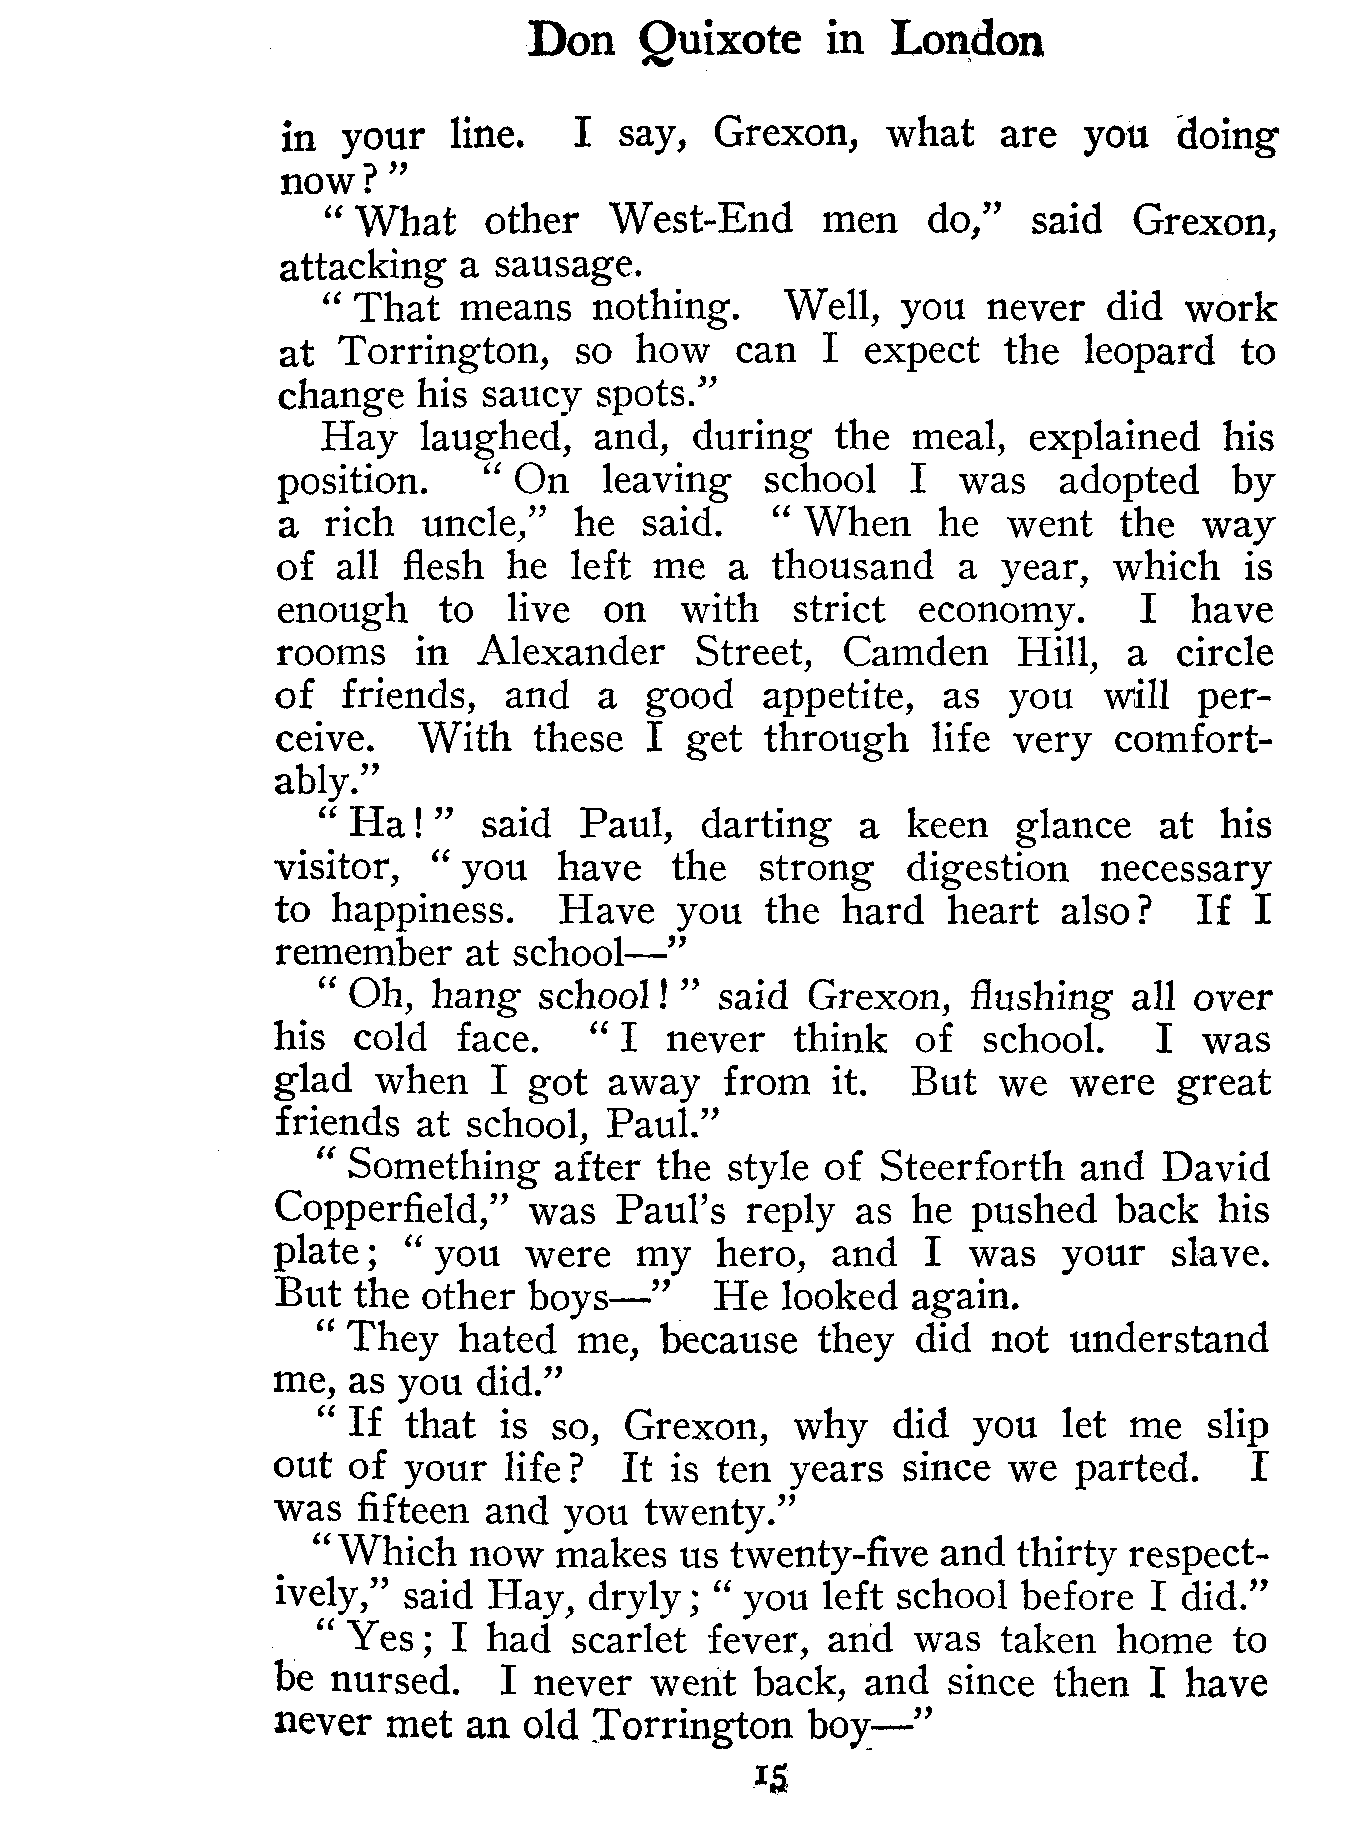 Don Quixote in London
in your line. I say, Grexon, what are you doing
now?”
“What other West-End men do,” said Grexon,
attacking a sausage.
“That means nothing. Well, you never did work
at Torrington, so how can I expect the leopard to
change his saucy spots.”
Hay laughed, and, during the meal, explained his
position. “On leaving school I was adopted by
a rich uncle,” he said. “When he went the way
of all flesh he left me a thousand a year, which is
enough to live on with strict economy. I have
rooms in Alexander Street, Camden Hill, a circle
of friends, and a good appetite, as you will per-
ceive. With these I get through life very comfort-
ably.”
“Ha!” said Paul, darting a keen glance at his
visitor, “you have the strong digestion necessary
to happiness. Have you the hard heart also? If I
remember at school—”
“Oh, hang school!” said Grexon, flushing all over
his cold face. “I never think of school. I was
glad when I got away from it. But we were great
friends at school, Paul.”
“Something after the style of Steerforth and David
Copperfield,” was Paul’s reply as he pushed back his
plate; “you were my hero, and I was your slave.
But the other boys—” He looked again.
“They hated me, because they did not understand
me, as you did.”
“If that is so, Grexon, why did you let me slip
out of your life? It is ten years since we parted. I
was fifteen and you twenty.”
“Which now makes us twenty-five and thirty respect-
ively,” said Hay, dryly; “you left school before I did.”
“Yes; I had scarlet fever, and was taken home to
be nursed. I never went back, and since then I have
never met an old Torrington boy—”
15